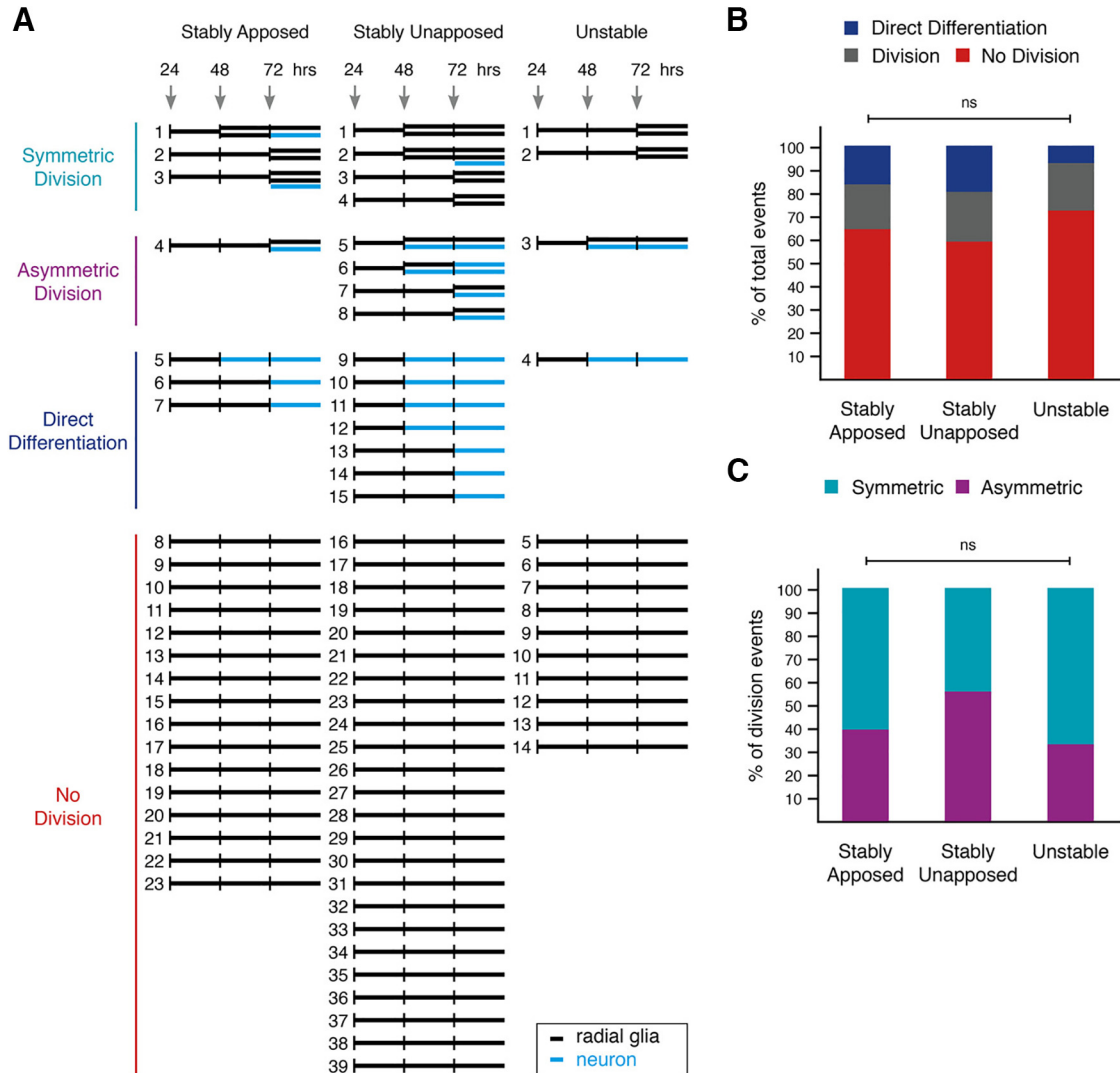 A
Stably Apposed
Stably Unapposed
Unstable
24 48 72 hrs
24 48 72 hrs
24 48 72 hrs
Symmetric
Division
1
2
3
1
2
3
4
1
2
Asymmetric
Division
4
5
6
7
8
3
Direct
Differentiation
5
6
7
9
10
11
12
13
14
15
4
No
Division
8
9
10
11
12
13
14
15
16
17
18
19
20
21
22
23
16
17
18
19
20
21
22
23
24
25
26
27
28
29
30
31
32
33
34
35
36
37
38
39
5
6
7
8
9
10
11
12
13
14
radial glia
neuron
B
Direct Differentiation
Division No Division
ns
% of total events
100
90
80
70
60
50
40
30
20
10
Stably
Apposed
Stably
Unapposed
Unstable
C
Symmetric Asymmetric
ns
% of division events
100
90
80
70
60
50
40
30
20
10
Stably
Apposed
Stably
Unapposed
Unstable